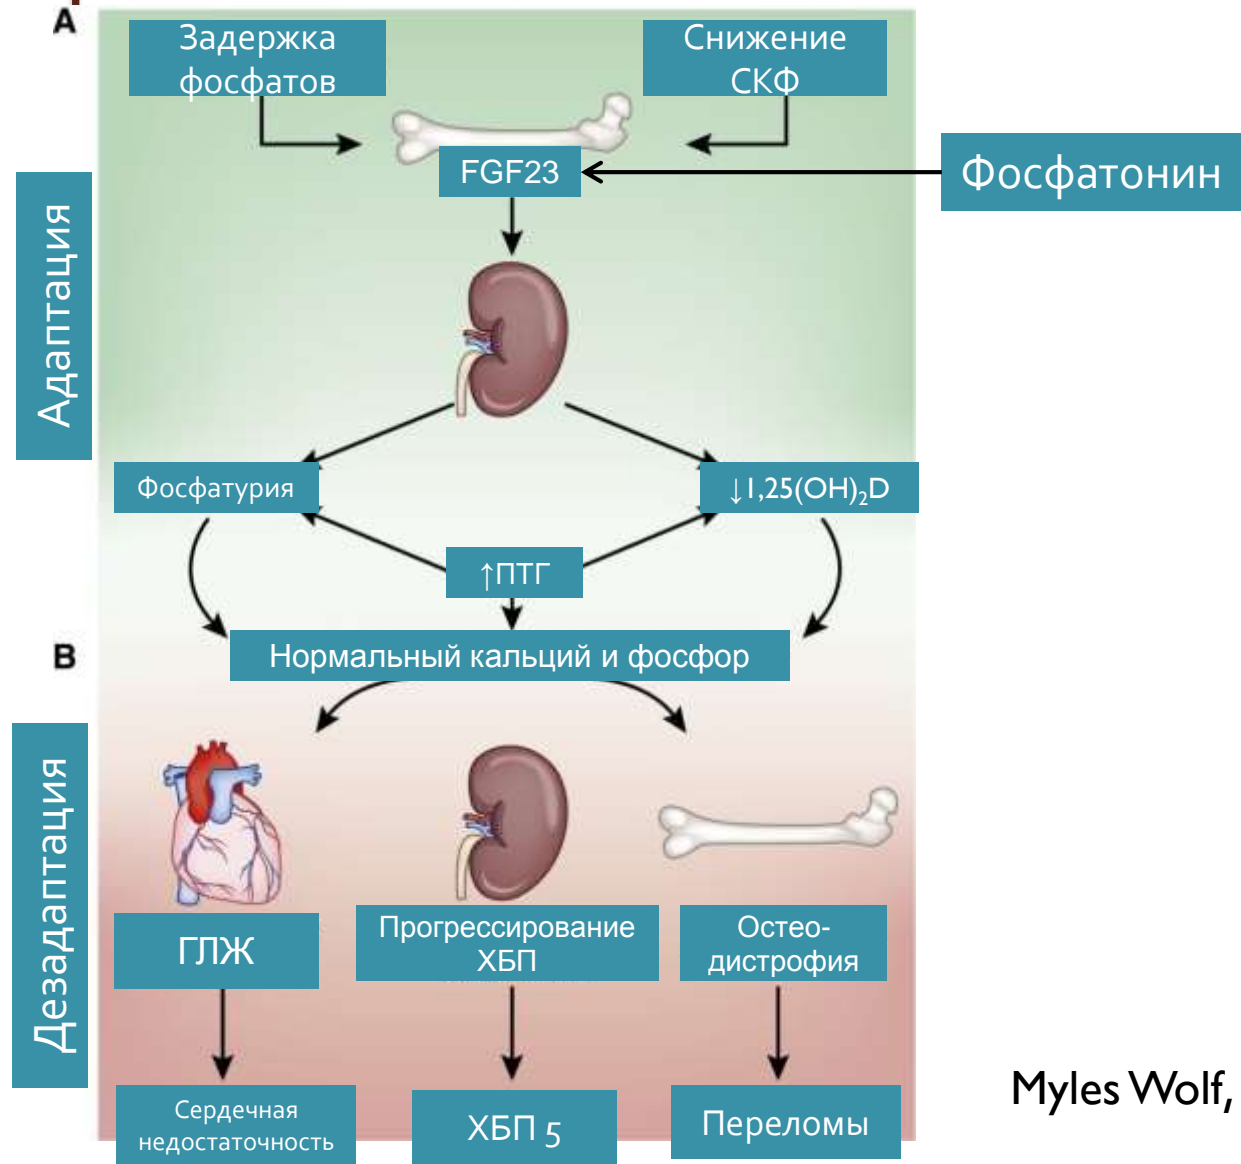 A
Задержка
фосфатов
Снижение
СКФ
FGF23
Фосфатонин
Адаптация
Фосфатурия
↓1,25(OH)₂D
↑ПТГ
Нормальный кальций и фосфор
B
Дезадаптация
ГЛЖ
Прогрессирование
ХБП
Остео-
дистрофия
Сердечная
недостаточность
ХБП 5
Переломы
Myles Wolf,